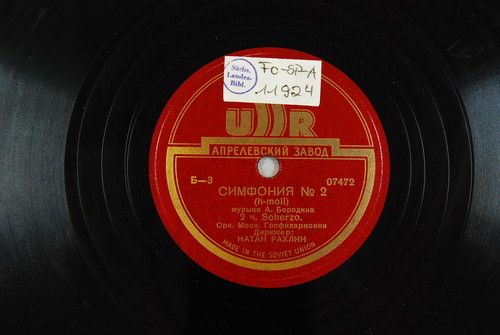 Sächs.
Landes-
Bibl.
FO-SP-A
11924
USSR
АПРЕЛЕВСКИЙ ЗАВОД
Б—3 07472
СИМФОНИЯ № 2
(h-moll)
музыка А. Бородина
2 ч. Scherzo.
Орк. Моск. Госфилармонии
Дирижер:
НАТАН РАХЛИН
MADE IN THE SOVIET UNION